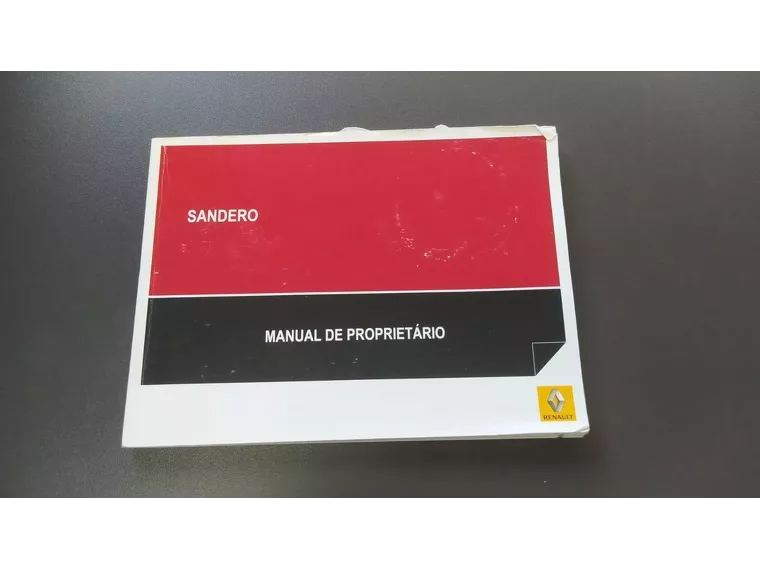 SANDERO
MANUAL DE PROPRIETÁRIO
RENAULT